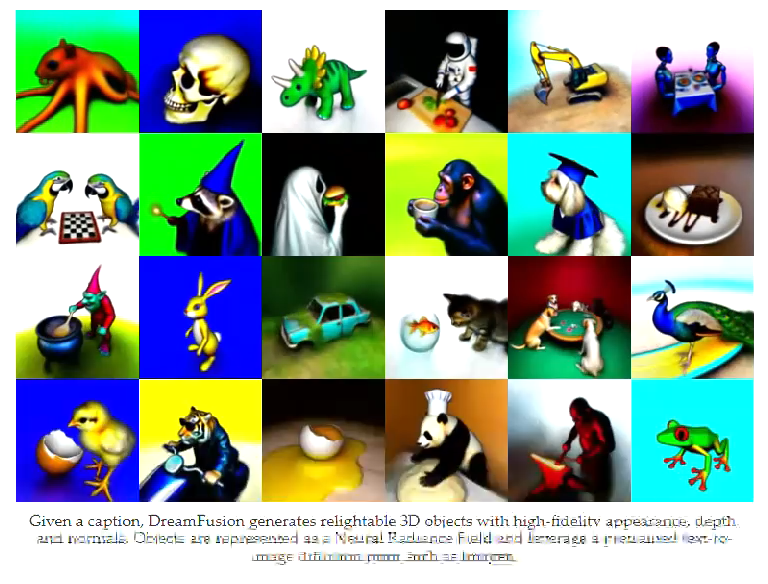 Given a caption, DreamFusion generates relightable 3D objects with high-fidelity appearance, depth
and normals. Objects are represented as a Neural Radiance Field and leverage a pretrained text-to-
image diffusion prior such as Imagen.